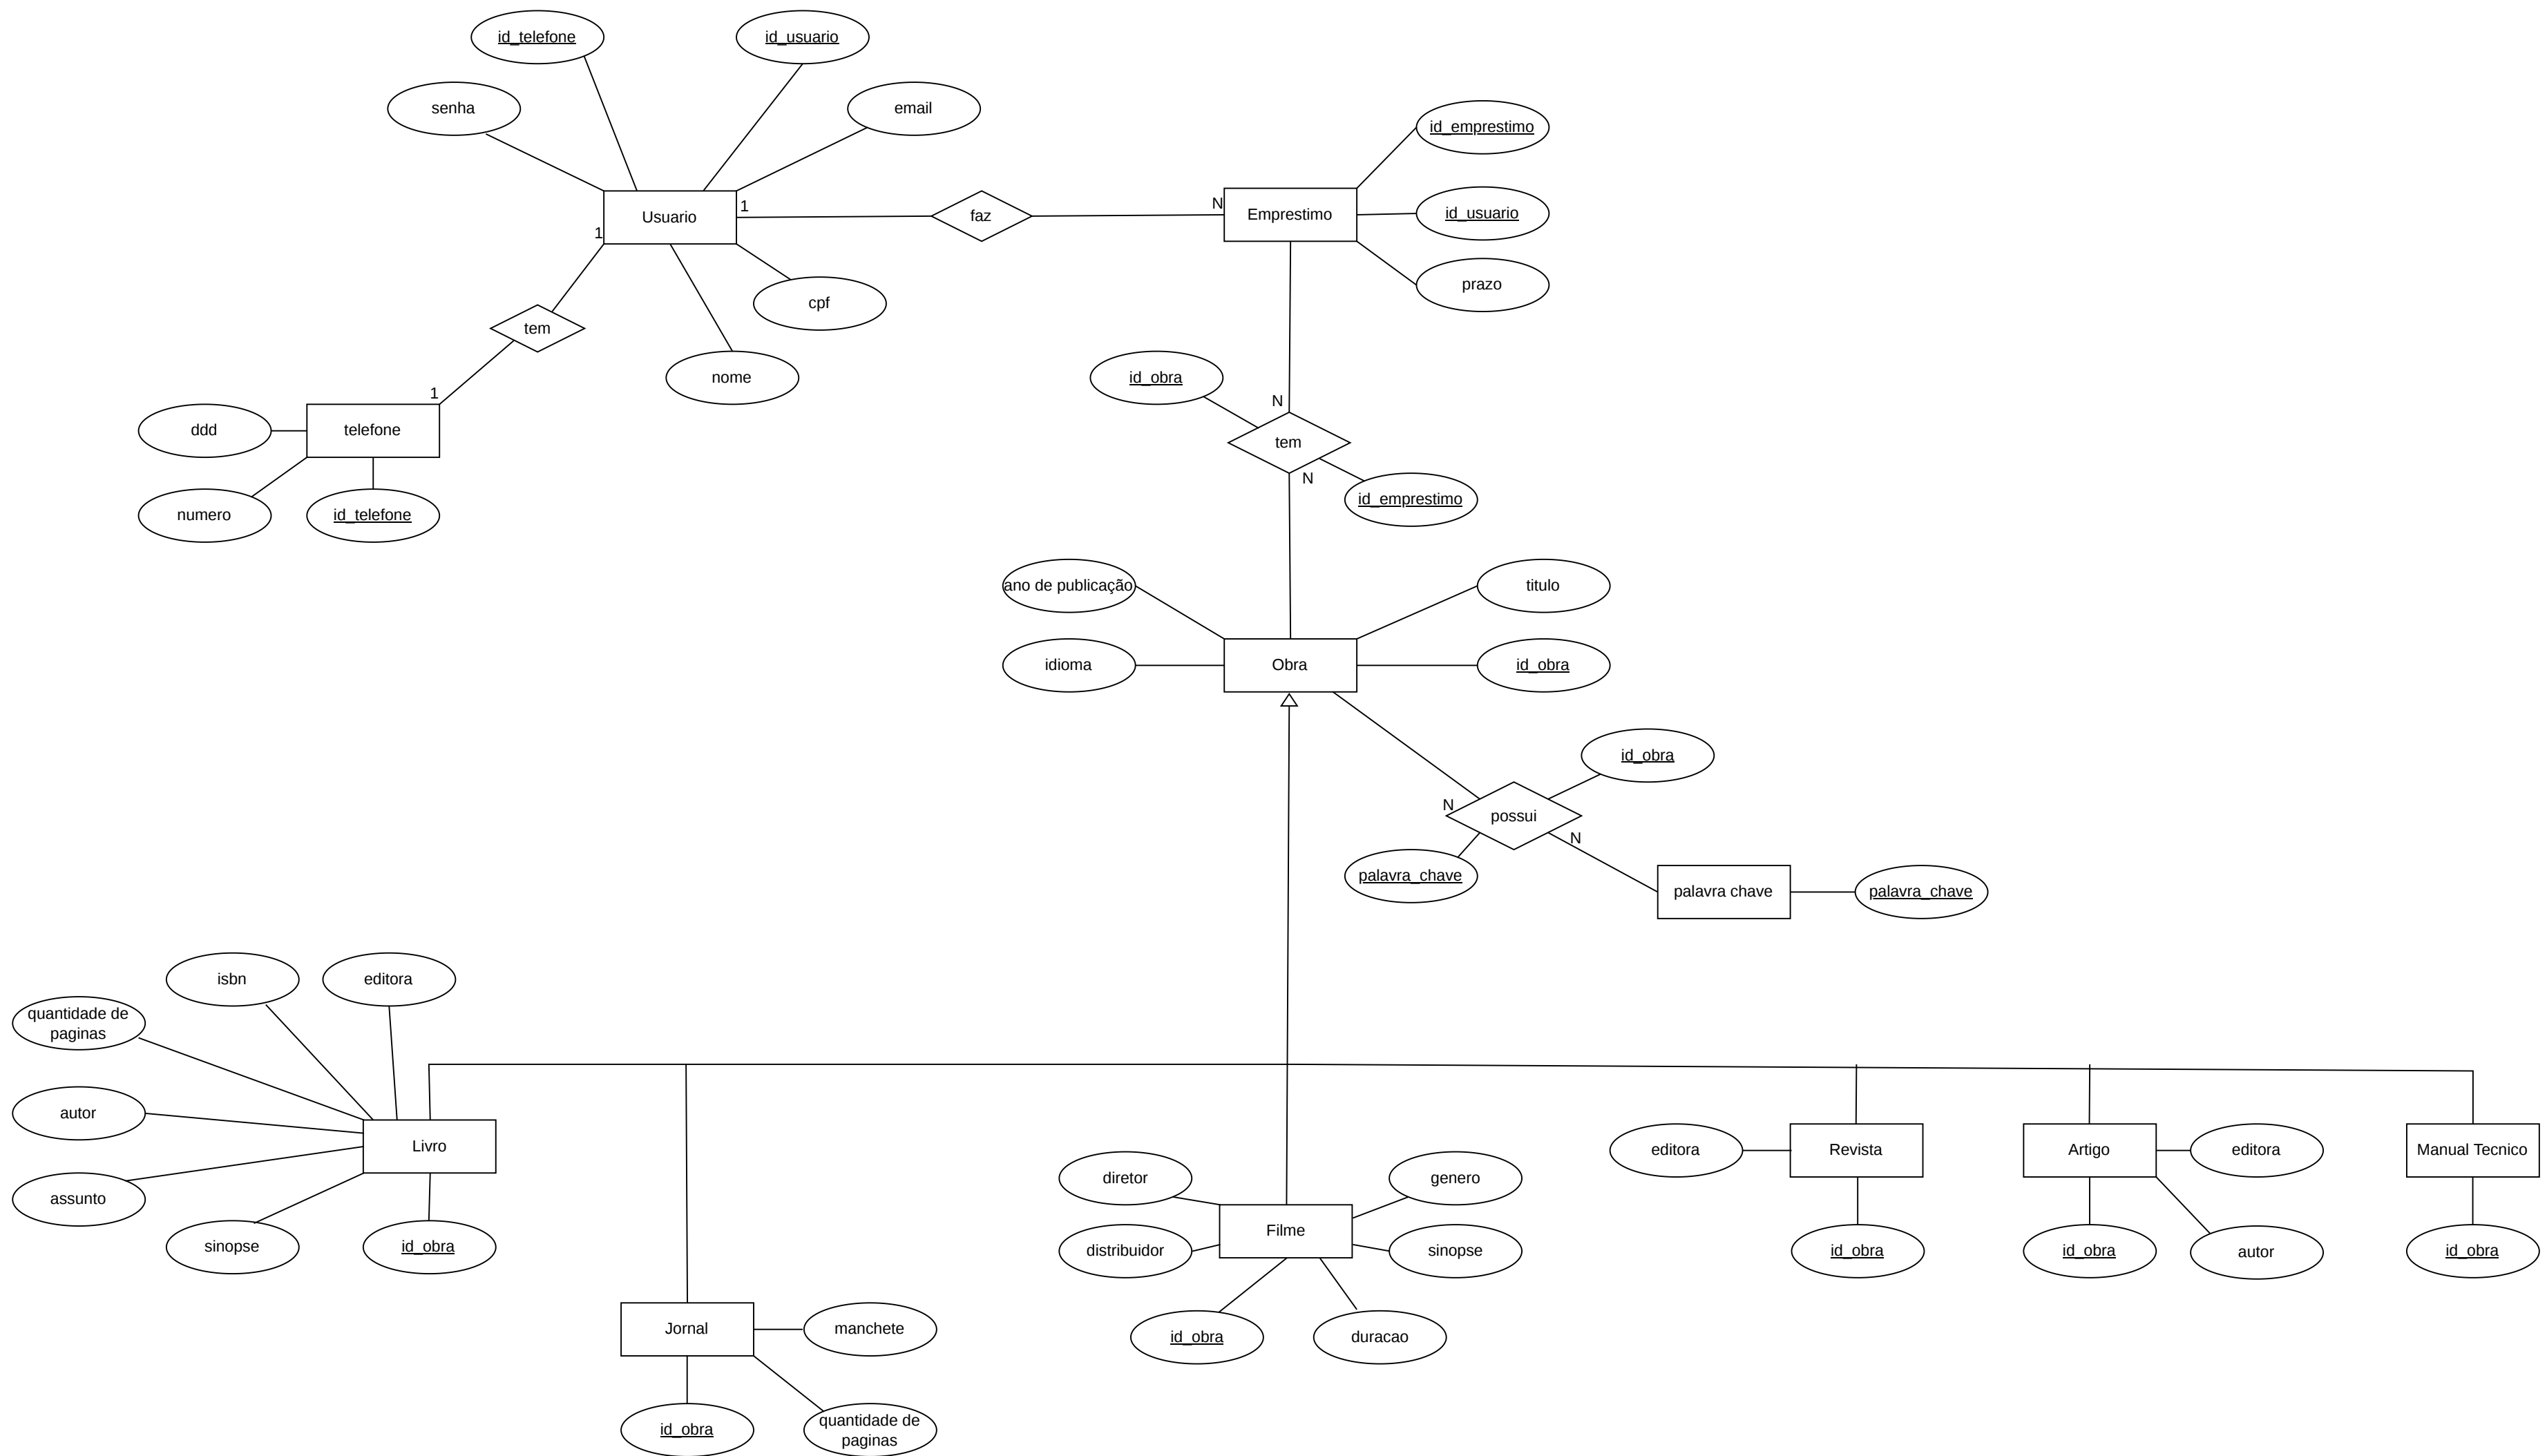 id_telefone
id_usuario
senha
email
id_emprestimo
Usuario
1
faz
N
Emprestimo
id_usuario
1
prazo
cpf
tem
nome
1
id_obra
N
ddd
telefone
tem
N
numero
id_telefone
id_emprestimo
ano de publicação
titulo
idioma
Obra
id_obra
id_obra
N
possui
N
palavra_chave
palavra chave
palavra_chave
isbn
editora
quantidade de
paginas
autor
Livro
assunto
sinopse
id_obra
diretor
genero
Filme
distribuidor
sinopse
id_obra
duracao
editora
Revista
id_obra
Artigo
editora
id_obra
autor
Manual Tecnico
id_obra
Jornal
manchete
id_obra
quantidade de
paginas